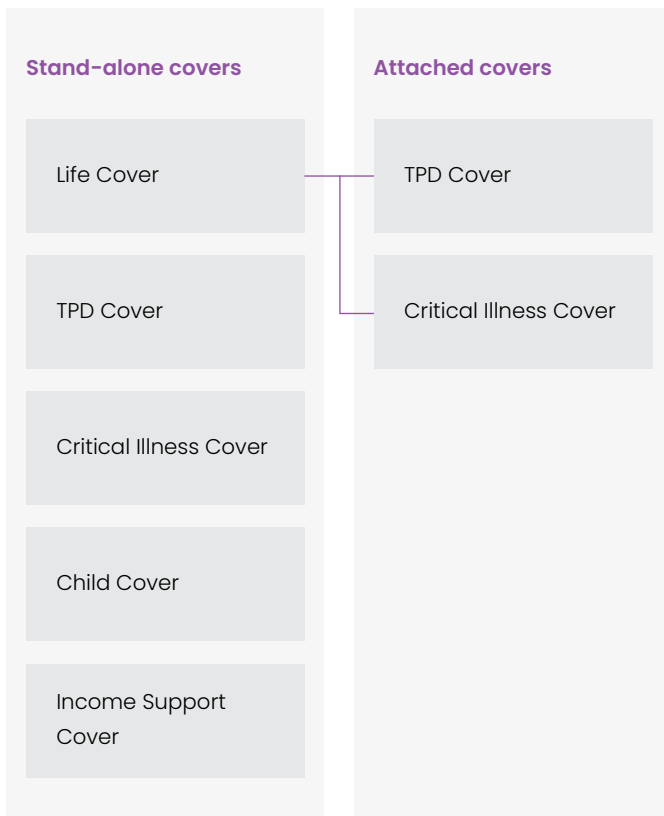 Stand-alone covers
Life Cover
TPD Cover
Critical Illness Cover
Child Cover
Income Support
Cover
Attached covers
TPD Cover
Critical Illness Cover